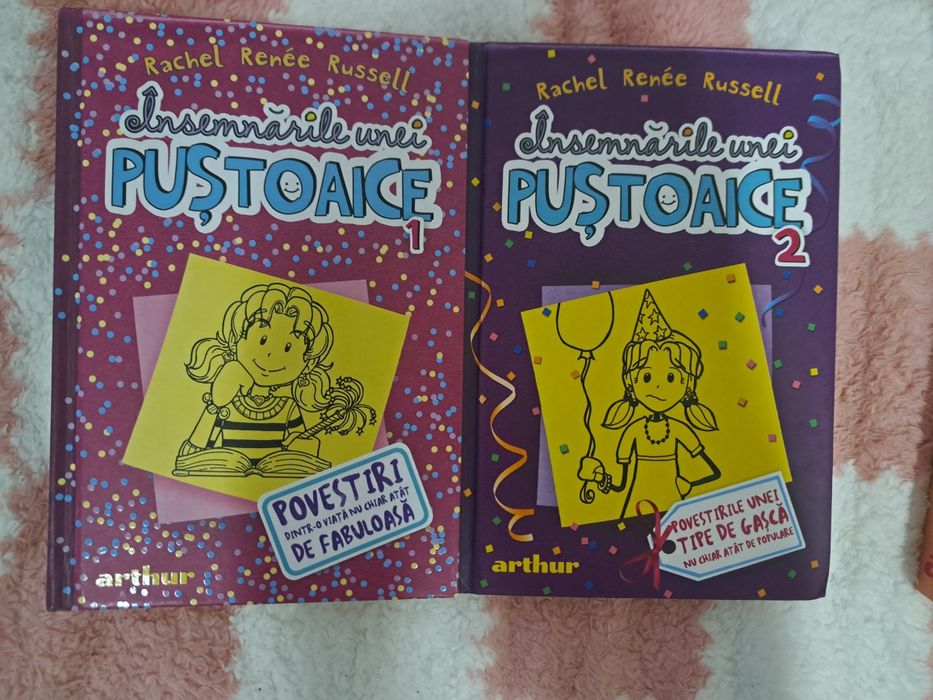 Rachel Renée Russell
Însemnările unei
PUȘTOAICE
1
POVESTIRI
DINTR-O VIAȚĂ NU CHIAR ATÂT
DE FABULOASĂ
arthur
Rachel Renée Russell
Însemnările unei
PUȘTOAICE
2
POVESTIRILE UNEI
TIPE DE GAȘCĂ
NU CHIAR ATÂT DE POPULARE
arthur